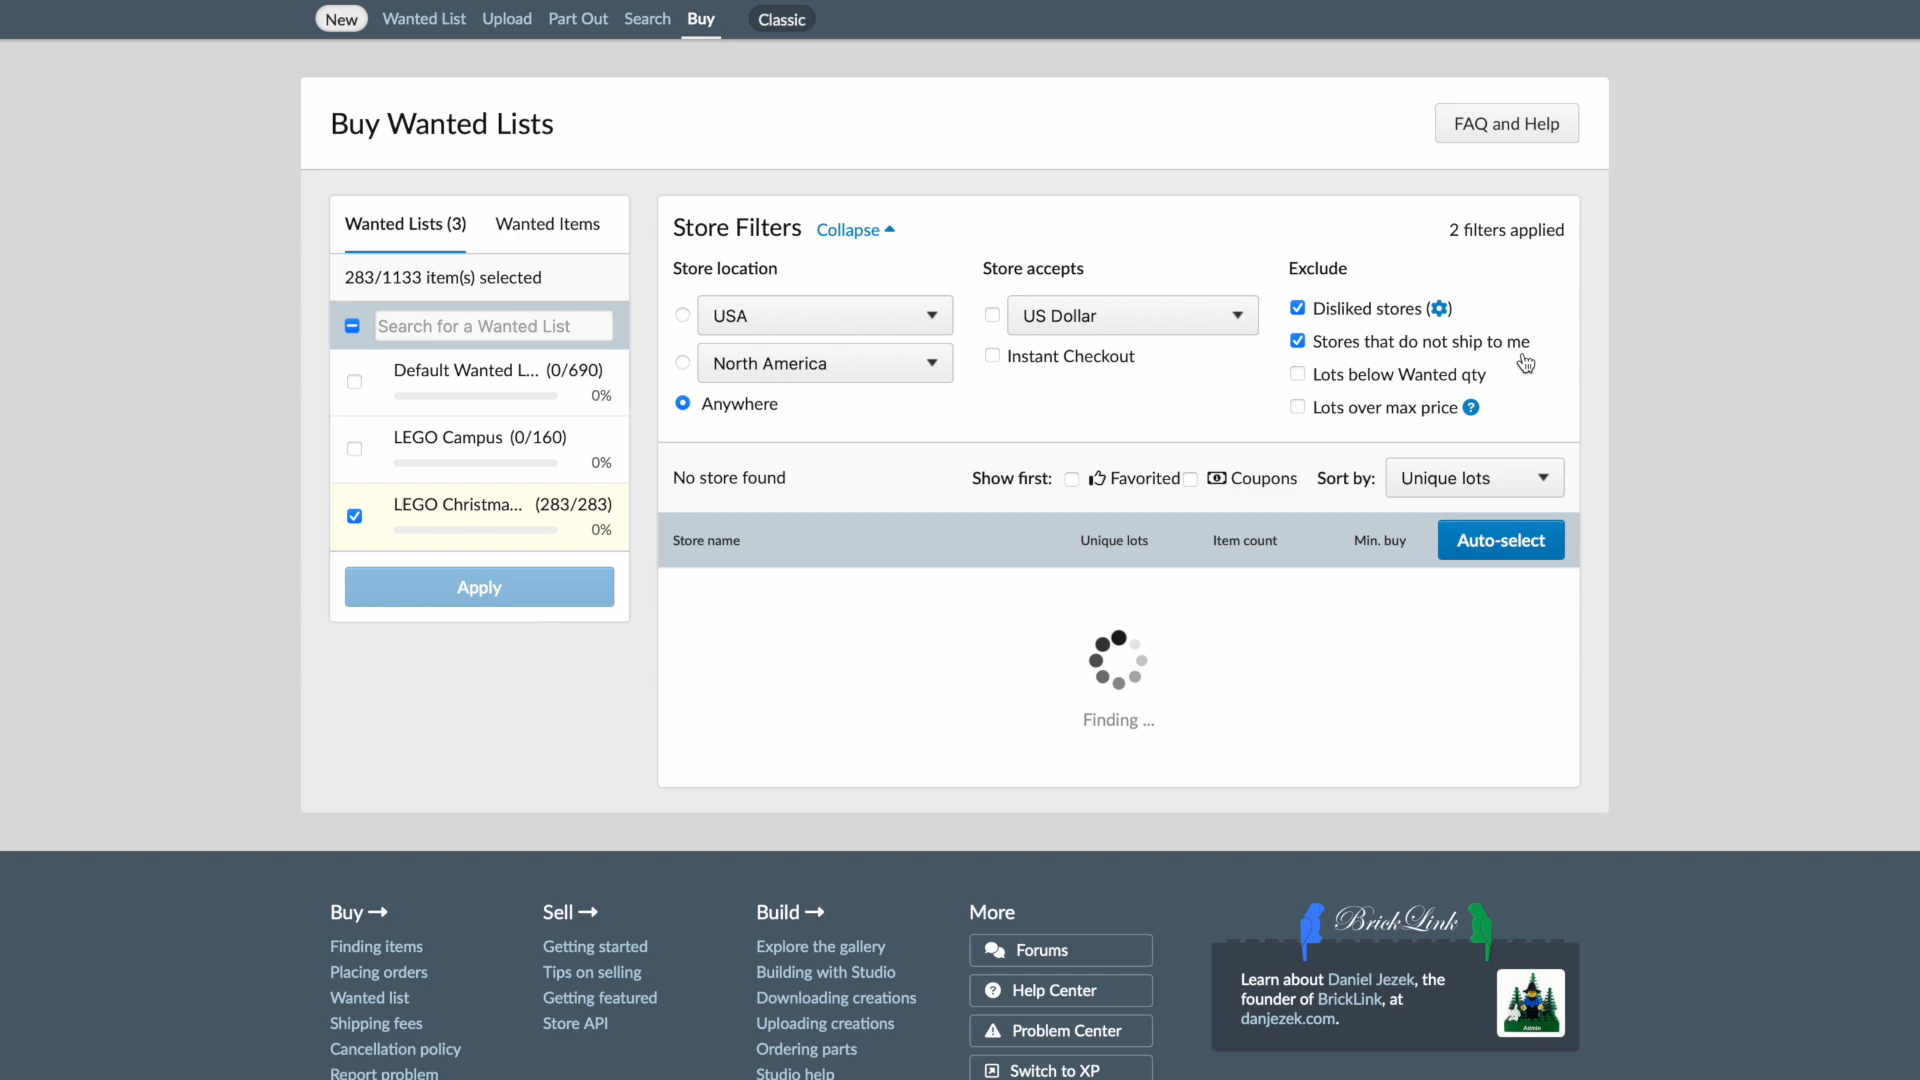 New Wanted List Upload Part Out Search Buy Classic
Buy Wanted Lists
FAQ and Help
Wanted Lists (3) Wanted Items
283/1133 item(s) selected
Search for a Wanted List
Default Wanted L... (0/690)
0%
LEGO Campus (0/160)
0%
LEGO Christma... (283/283)
0%
Apply
Store Filters Collapse
2 filters applied
Store location
USA
North America
Anywhere
Store accepts
US Dollar
Instant Checkout
Exclude
Disliked stores ( )
Stores that do not ship to me
Lots below Wanted qty
Lots over max price ?
No store found
Show first: Favorited Coupons Sort by: Unique lots
Store name Unique lots Item count Min. buy Auto-select
Finding ...
Buy
Finding items
Placing orders
Wanted list
Shipping fees
Cancellation policy
Report problem
Sell
Getting started
Tips on selling
Getting featured
Store API
Build
Explore the gallery
Building with Studio
Downloading creations
Uploading creations
Ordering parts
Studio help
More
Forums
? Help Center
Problem Center
Switch to XP
BrickLink
Learn about Daniel Jezek, the
founder of BrickLink, at
danjezek.com.
Admin